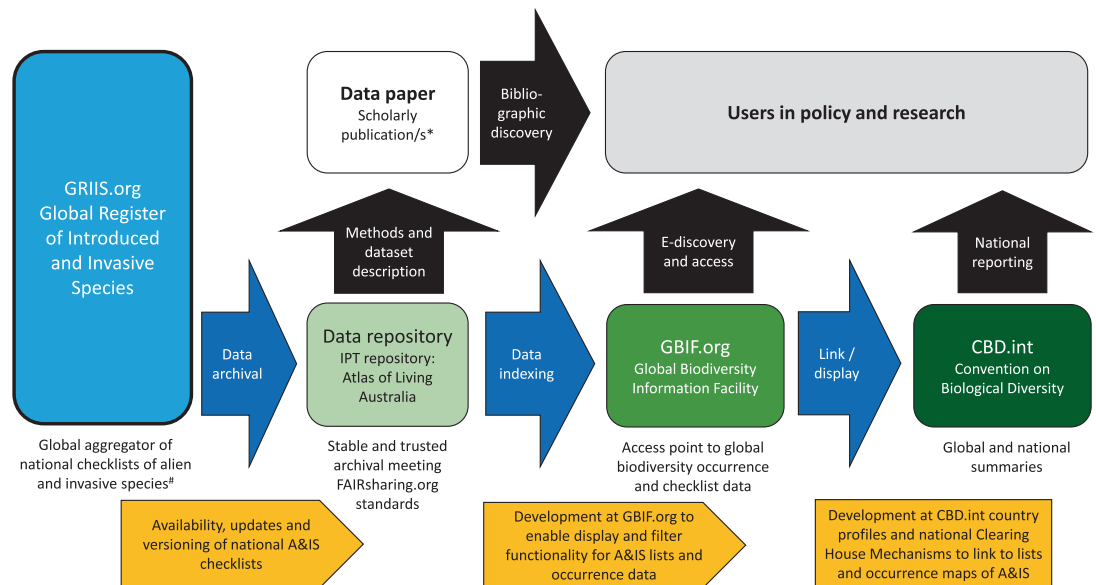 GRIIS.org
Global Register
of Introduced
and Invasive
Species
Global aggregator of
national checklists of alien
and invasive species#
Data
archival
Data paper
Scholarly
publication/s*
Methods and
dataset
description
Data repository
IPT repository:
Atlas of Living
Australia
Stable and trusted
archival meeting
FAIRsharing.org
standards
Biblio-
graphic
discovery
Users in policy and research
Data
indexing
E-discovery
and access
GBIF.org
Global Biodiversity
Information Facility
Access point to global
biodiversity occurrence
and checklist data
Link /
display
National
reporting
CBD.int
Convention on
Biological Diversity
Global and national
summaries
Availability, updates and
versioning of national A&IS
checklists
Development at GBIF.org to
enable display and filter
functionality for A&IS lists and
occurrence data
Development at CBD.int country
profiles and national Clearing
House Mechanisms to link to lists
and occurrence maps of A&IS